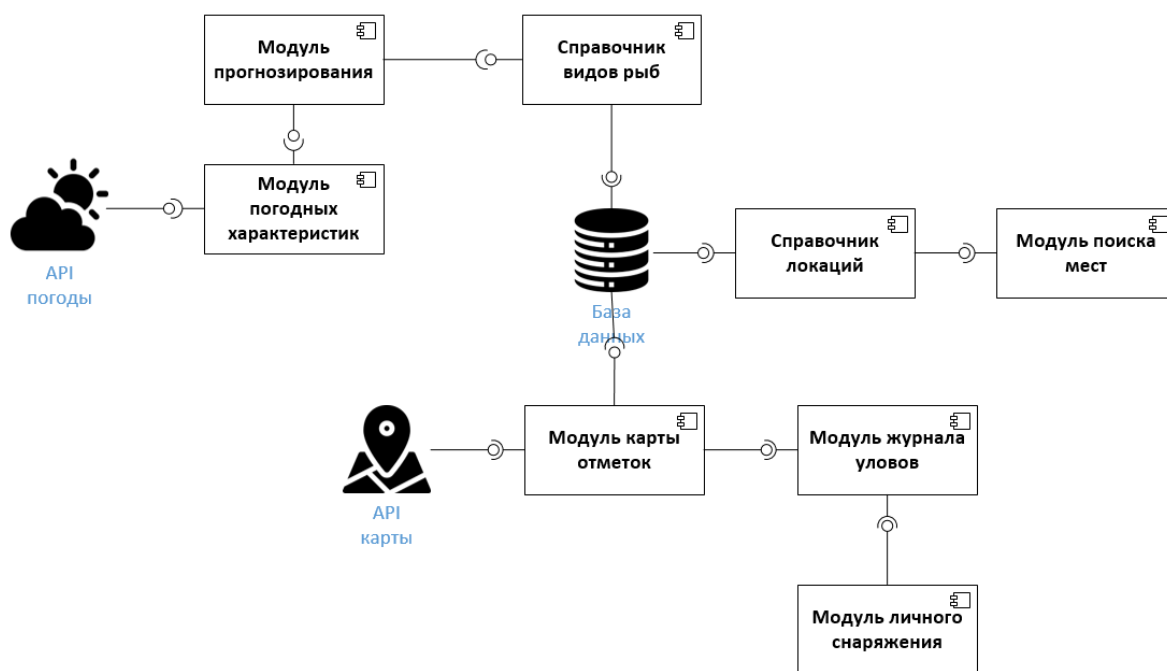 Модуль
прогнозирования
Справочник
видов рыб
Модуль
погодных
характеристик
API
погоды
База
данных
Справочник
локаций
Модуль поиска
мест
API
карты
Модуль карты
отметок
Модуль журнала
уловов
Модуль личного
снаряжения